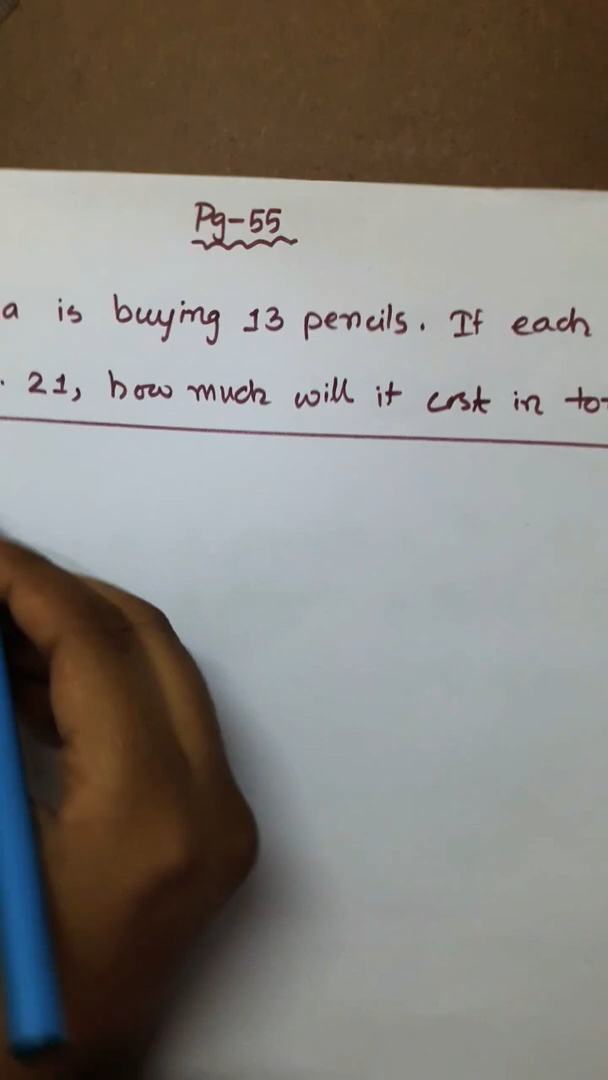 Pg-55
a is buying 13 pencils. If each
. 21, how much will it cost in to